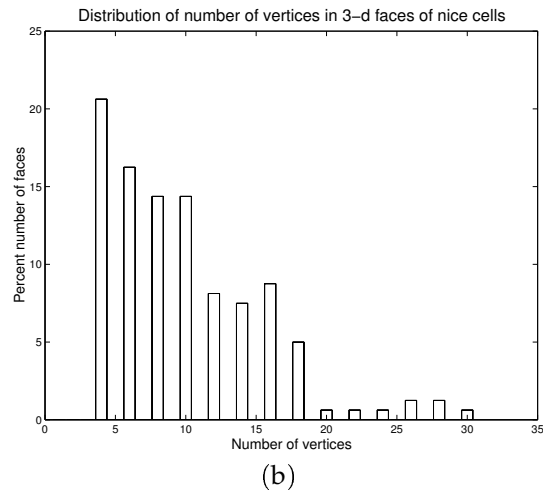 Distribution of number of vertices in 3-d faces of nice cells
25
20
15
10
5
0
Percent number of faces
0 5 10 15 20 25 30 35
Number of vertices
(b)